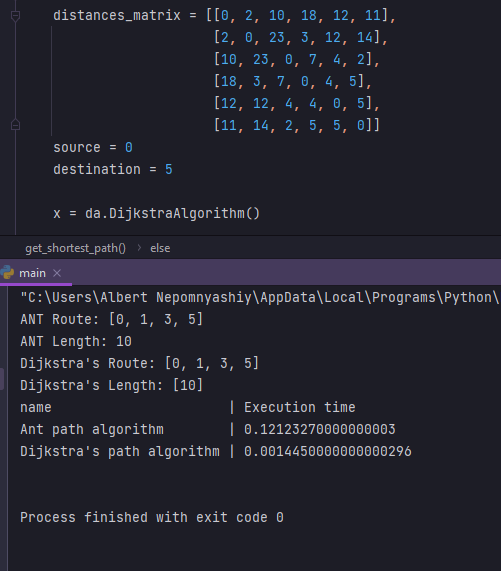 distances_matrix = [[0, 2, 10, 18, 12, 11],
[2, 0, 23, 3, 12, 14],
[10, 23, 0, 7, 4, 2],
[18, 3, 7, 0, 4, 5],
[12, 12, 4, 4, 0, 5],
[11, 14, 2, 5, 5, 0]]
source = 0
destination = 5
x = da.DijkstraAlgorithm()
get_shortest_path() › else
main ×
"C:\Users\Albert Nepomnyashiy\AppData\Local\Programs\Python\
ANT Route: [0, 1, 3, 5]
ANT Length: 10
Dijkstra's Route: [0, 1, 3, 5]
Dijkstra's Length: [10]
name | Execution time
Ant path algorithm | 0.12123270000000003
Dijkstra's path algorithm | 0.0014450000000000296
Process finished with exit code 0